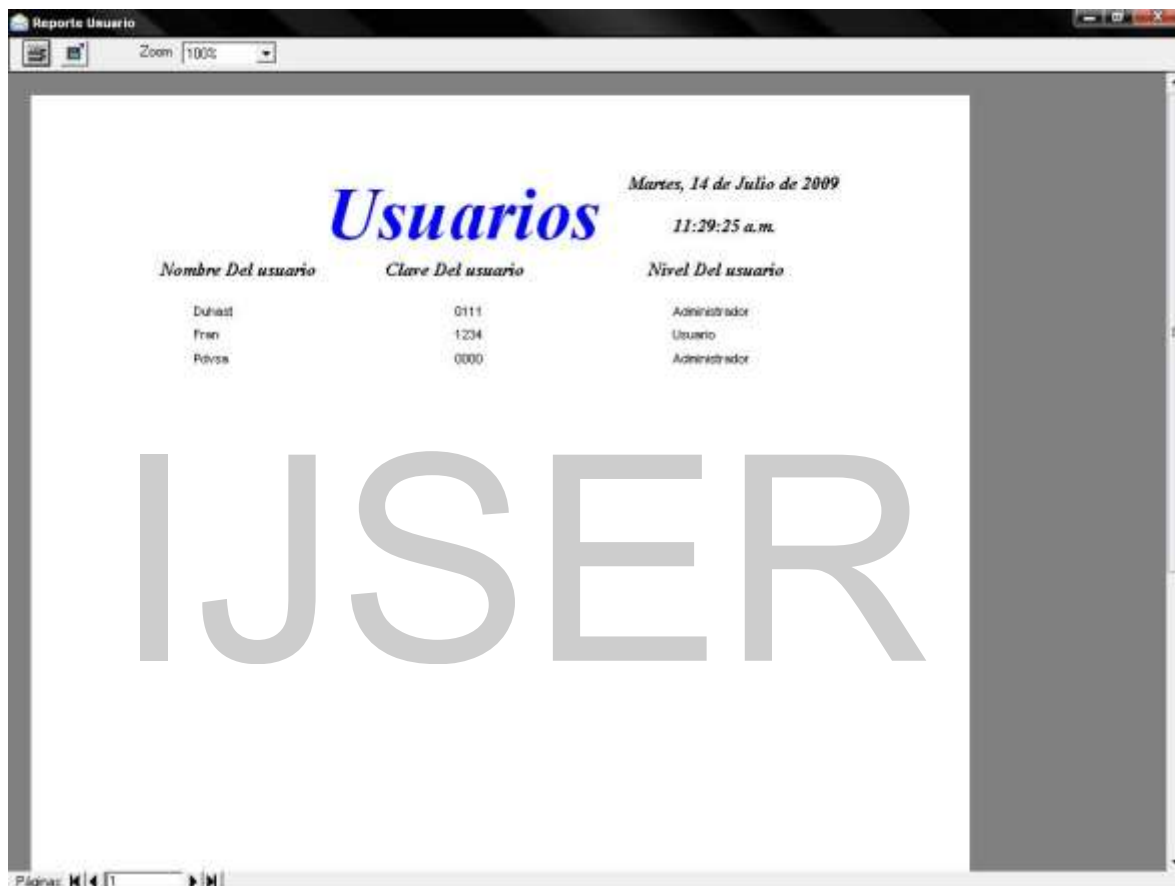 Reporte Usuario
Zoom 100%
Martes, 14 de Julio de 2009
Usuarios
11:29:25 a.m.
Nombre Del usuario Clave Del usuario Nivel Del usuario
Duhast 0111 Administrador
Fran 1234 Usuario
Pdvsa 0000 Administrador
IJSER
Páginas: 1